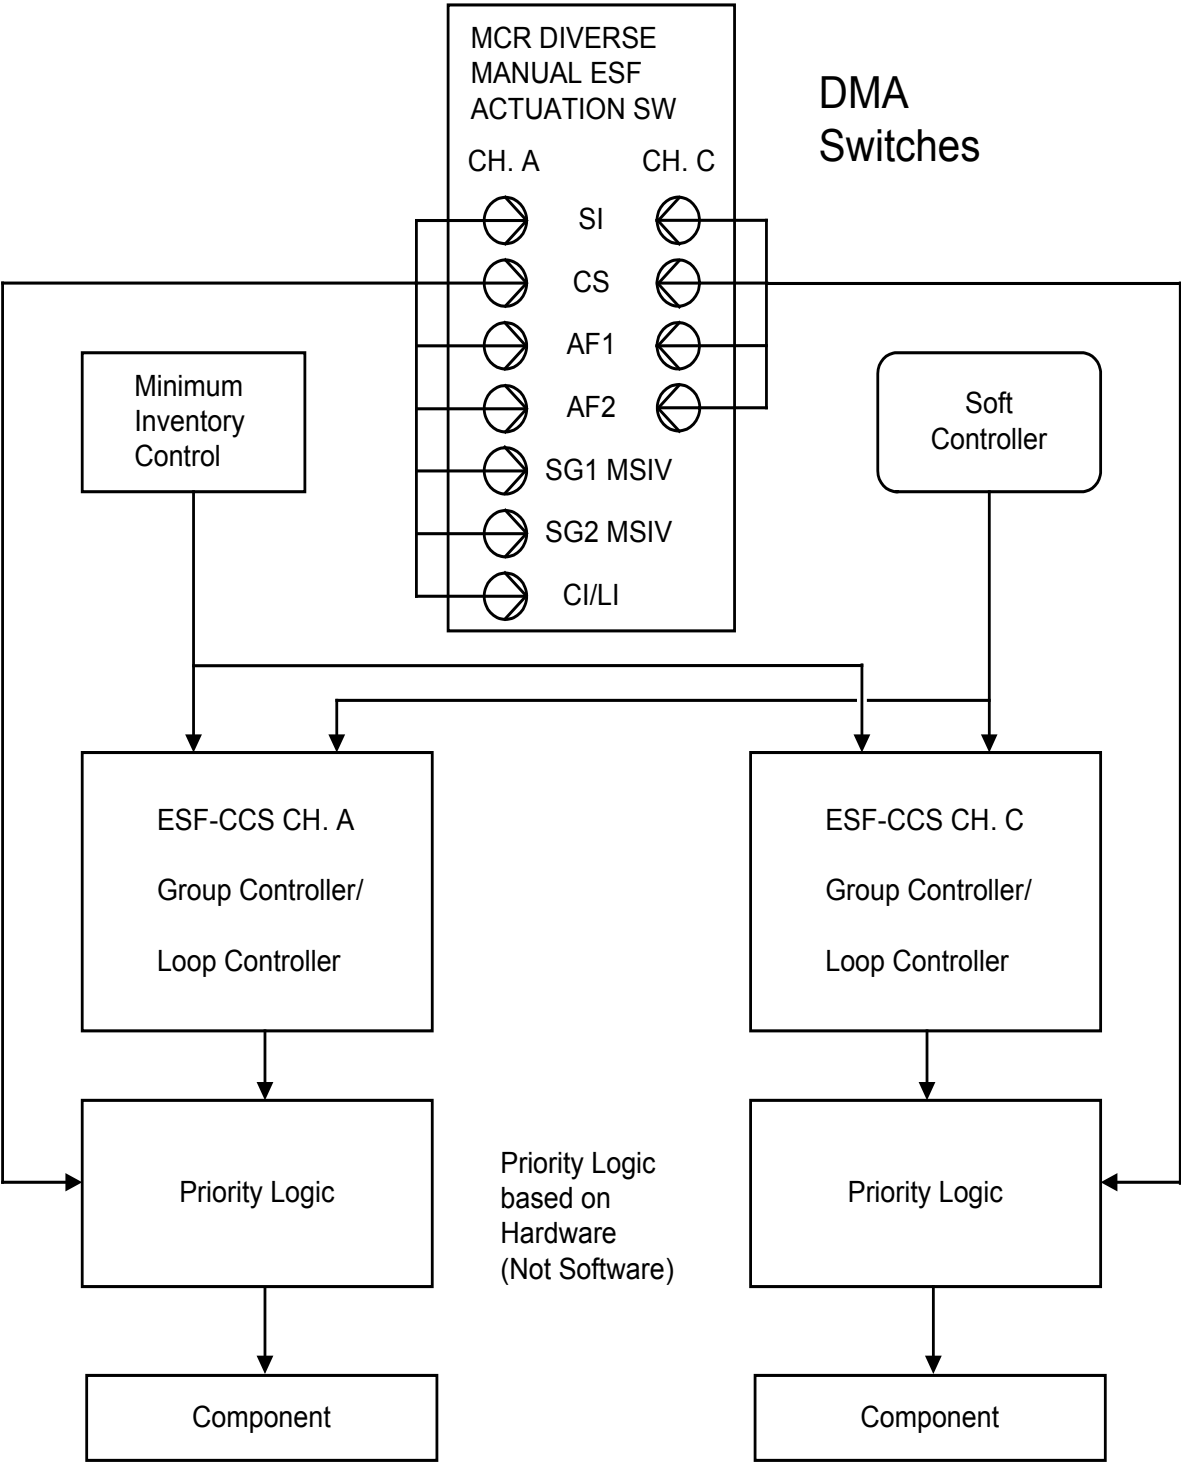 MCR DIVERSE
MANUAL ESF
ACTUATION SW
DMA
Switches
CH. A
CH. C
SI
CS
AF1
AF2
SG1 MSIV
SG2 MSIV
CI/LI
Minimum
Inventory
Control
Soft
Controller
ESF-CCS CH. A
Group Controller/
Loop Controller
ESF-CCS CH. C
Group Controller/
Loop Controller
Priority Logic
Priority Logic
based on
Hardware
(Not Software)
Priority Logic
Component
Component